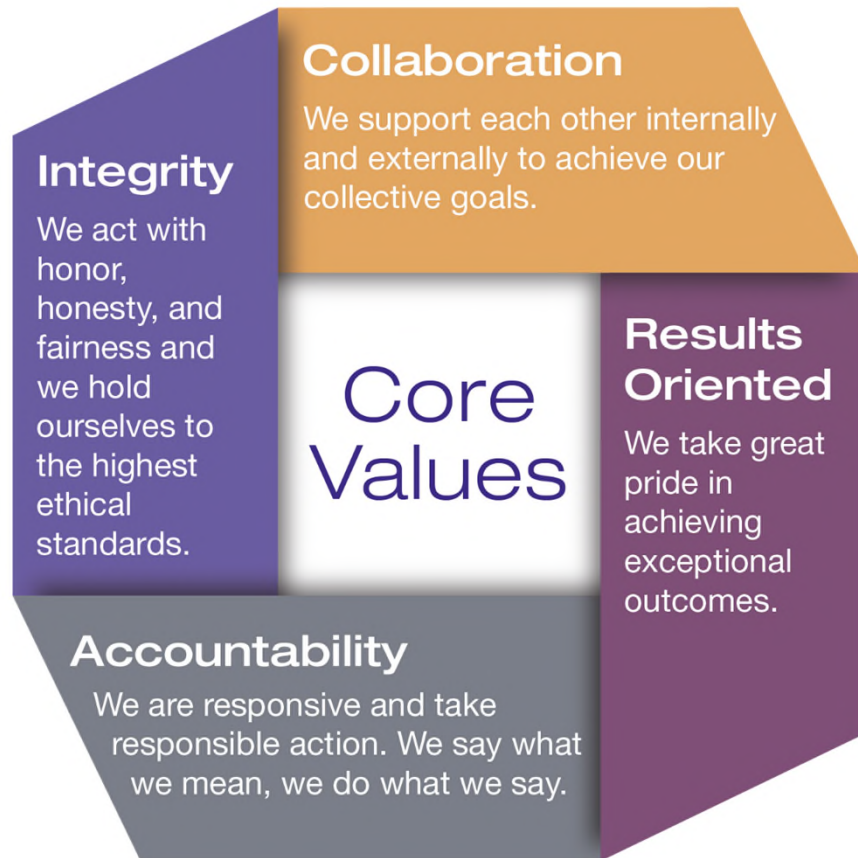 Collaboration
We support each other internally
and externally to achieve our
collective goals.
Integrity
We act with
honor,
honesty, and
fairness and
we hold
ourselves to
the highest
ethical
standards.
Core
Values
Results
Oriented
We take great
pride in
achieving
exceptional
outcomes.
Accountability
We are responsive and take
responsible action. We say what
we mean, we do what we say.